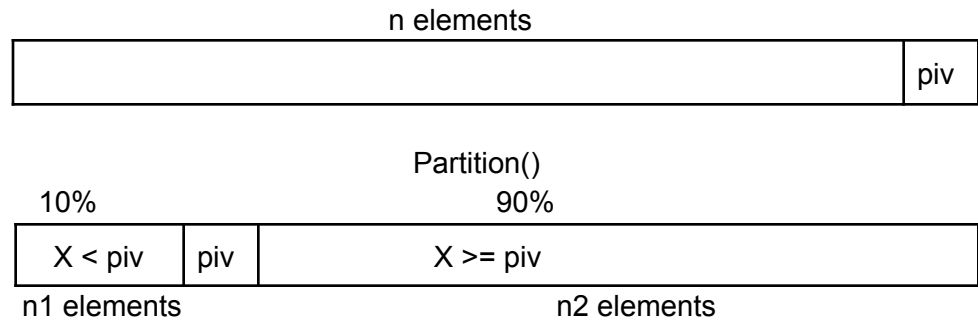 n elements
piv
Partition()
10% 90%
X < piv piv X >= piv
n1 elements n2 elements